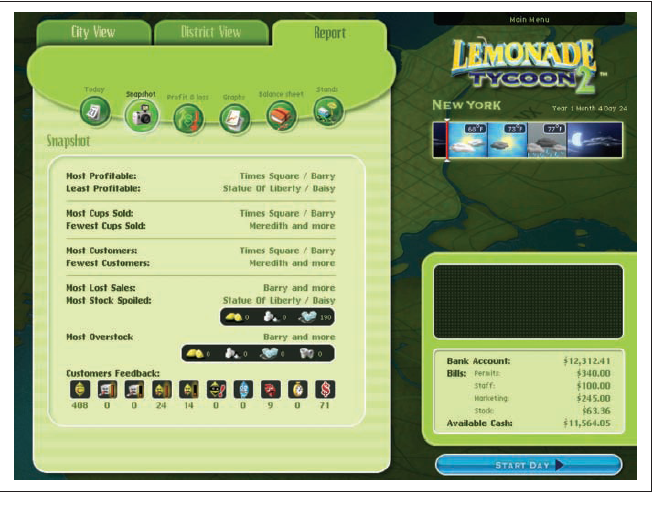 Main Menu
City View
District View
Report
LEMONADE
TYCOON 2 ™
Today
Snapshot
Profit & loss
Graphs
Balance sheet
Stands
NEW YORK
Year 1 Month 4 Day 24
68°F
73°F
77°F
Snapshot
Most Profitable: Times Square / Barry
Least Profitable: Statue Of Liberty / Daisy
Most Cups Sold: Times Square / Barry
Fewest Cups Sold: Meredith and more
Most Customers: Times Square / Barry
Fewest Customers: Meredith and more
Most Lost Sales: Barry and more
Most Stock Spoiled: Statue Of Liberty / Daisy
0 0 190
Most Overstock Barry and more
0 0 0 0
Customers Feedback:
488 0 0 24 14 0 0 9 0 71
Bank Account: $12,312.41
Bills: Permits: $340.00
Staff: $100.00
Marketing: $245.00
Stock: $63.36
Available Cash: $11,564.05
START DAY